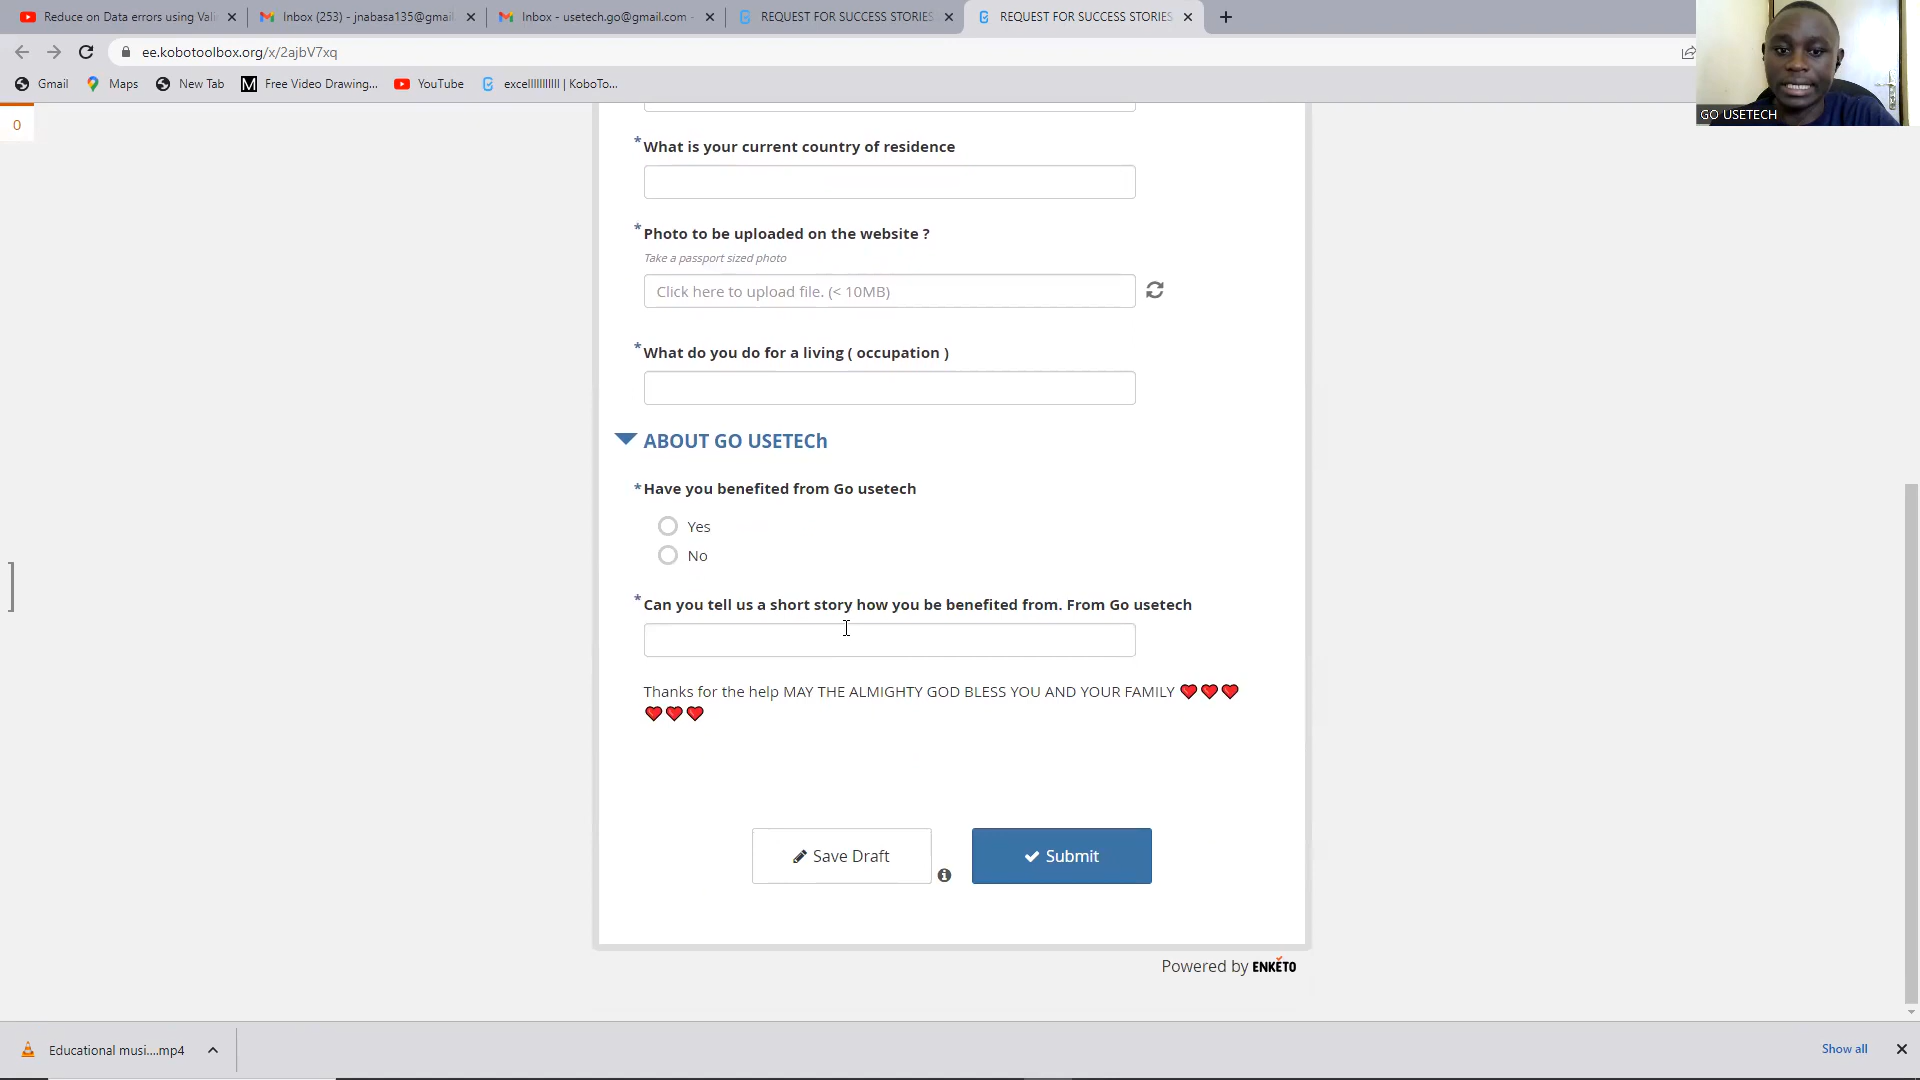 Reduce on Data errors using Vali
Inbox (253) - jnabasa135@gmail.
Inbox - usetech.go@gmail.com -
REQUEST FOR SUCCESS STORIES
REQUEST FOR SUCCESS STORIES
ee.kobotoolbox.org/x/2ajbV7xq
Gmail
Maps
New Tab
Free Video Drawing...
YouTube
excelllllllllll | KoboTo...
GO USETECH
0
* What is your current country of residence
* Photo to be uploaded on the website ?
Take a passport sized photo
Click here to upload file. (< 10MB)
* What do you do for a living ( occupation )
ABOUT GO USETECh
* Have you benefited from Go usetech
Yes
No
* Can you tell us a short story how you be benefited from. From Go usetech
Thanks for the help MAY THE ALMIGHTY GOD BLESS YOU AND YOUR FAMILY ❤❤❤
❤❤❤
Save Draft
Submit
Powered by ENKETO
Educational musi....mp4
Show all